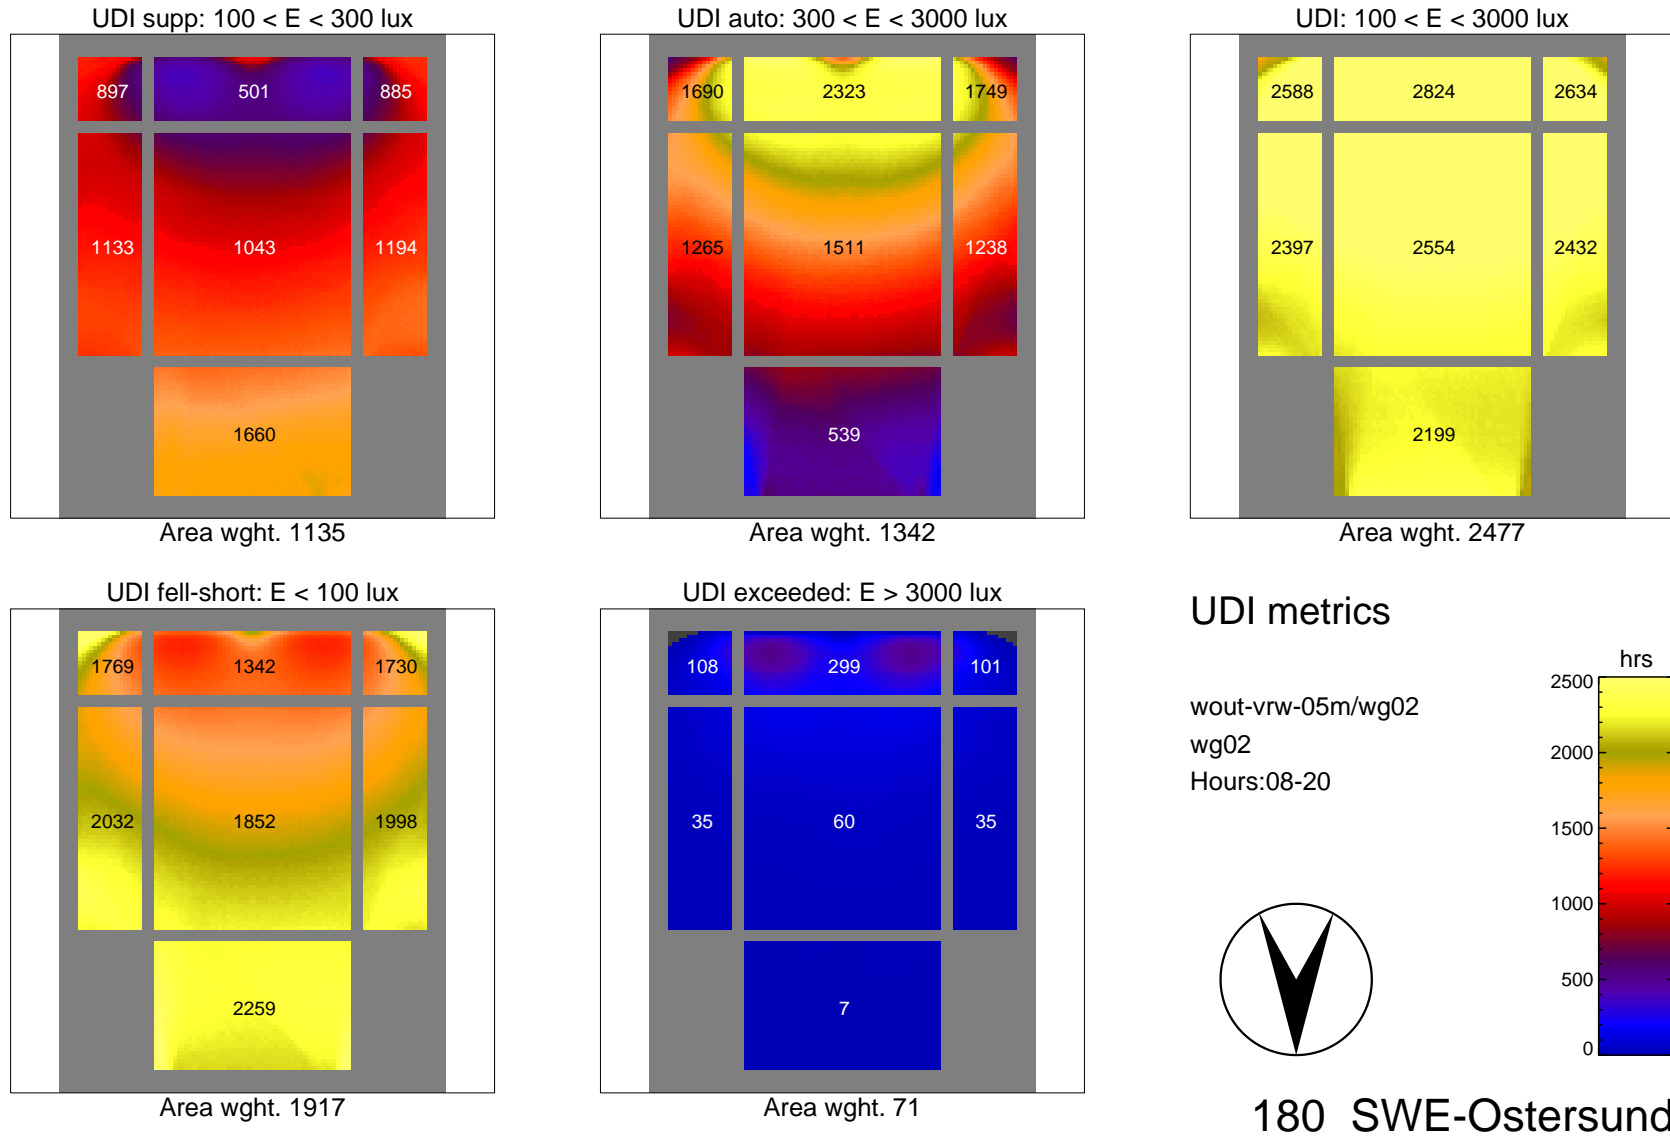 UDI supp: 100 < E < 300 lux
897 501 885
1133 1043 1194
1660
Area wght. 1135
UDI auto: 300 < E < 3000 lux
1690 2323 1749
1265 1511 1238
539
Area wght. 1342
UDI: 100 < E < 3000 lux
2588 2824 2634
2397 2554 2432
2199
Area wght. 2477
UDI fell-short: E < 100 lux
1769 1342 1730
2032 1852 1998
2259
Area wght. 1917
UDI exceeded: E > 3000 lux
108 299 101
35 60 35
7
Area wght. 71
UDI metrics
wout-vrw-05m/wg02
wg02
Hours:08-20
hrs
2500
2000
1500
1000
500
0
180 SWE-Ostersund